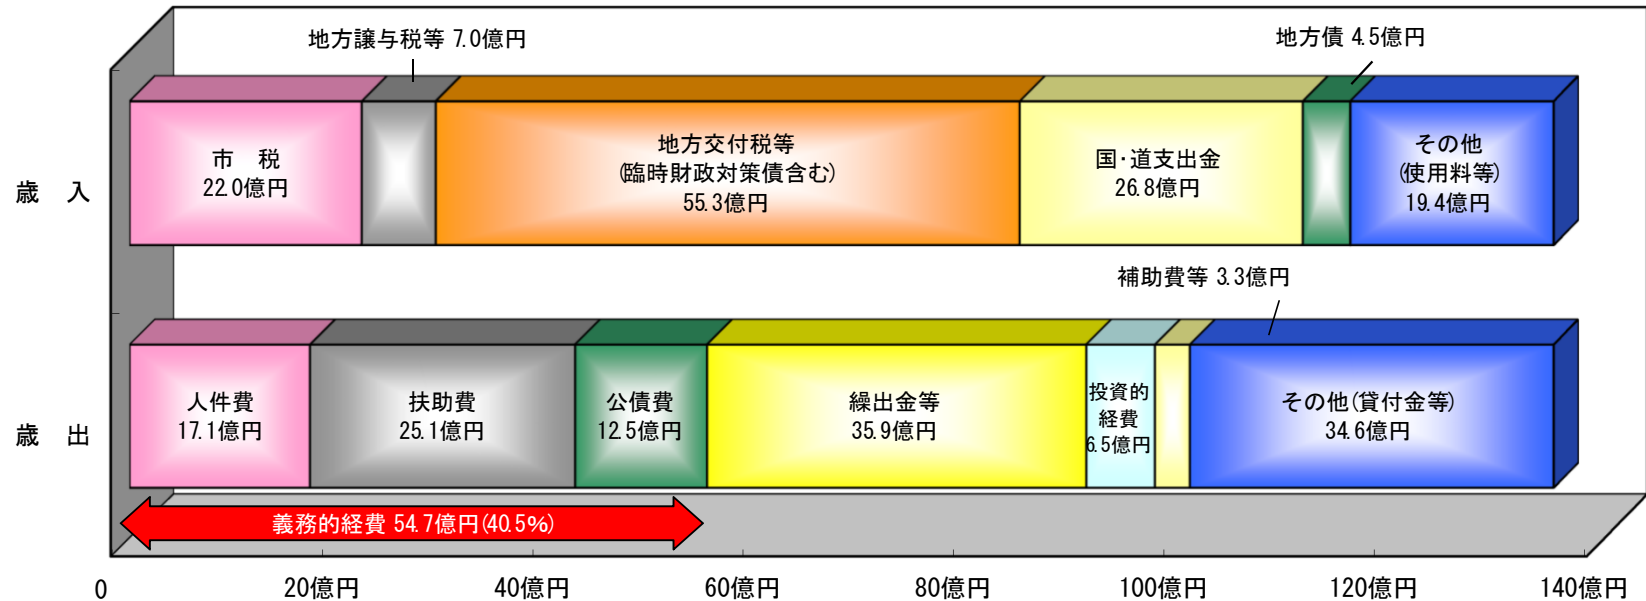 地方譲与税等 7.0億円
地方債 4.5億円
歳 入
市 税
22.0億円
地方交付税等
(臨時財政対策債含む)
55.3億円
国・道支出金
26.8億円
その他
(使用料等)
19.4億円
補助費等 3.3億円
歳 出
人件費
17.1億円
扶助費
25.1億円
公債費
12.5億円
繰出金等
35.9億円
投資的
経費
6.5億円
その他(貸付金等)
34.6億円
義務的経費 54.7億円(40.5%)
0 20億円 40億円 60億円 80億円 100億円 120億円 140億円